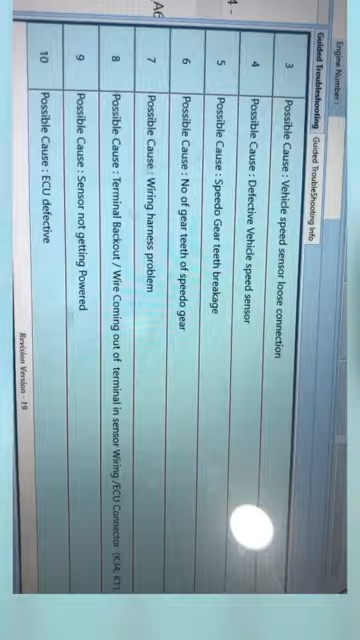 Engine Number :
Guided Troubleshooting Guided TroubleShooting Info
3 Possible Cause : Vehicle speed sensor loose connection
4 Possible Cause : Defective Vehicle speed sensor
5 Possible Cause : Speedo Gear teeth breakage
6 Possible Cause : No of gear teeth of speedo gear
7 Possible Cause : Wiring harness problem
8 Possible Cause : Terminal Backout / Wire Coming out of terminal in sensor Wiring /ECU Connector (K34, K11
9 Possible Cause : Sensor not getting Powered
10 Possible Cause : ECU defective
Revision Version - 19
4 -
A6